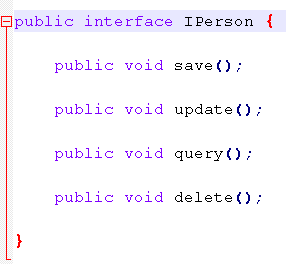 public interface IPerson {
public void save();
public void update();
public void query();
public void delete();
}